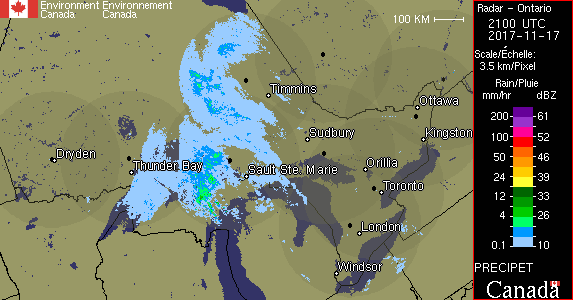 Environment Environnement
Canada Canada
100 KM
Timmins
Ottawa
Sudbury
Kingston
Dryden
Thunder Bay
Sault Ste. Marie
Orillia
Toronto
London
Windsor
Radar - Ontario
2100 UTC
2017-11-17
Scale/Échelle:
3.5 km/Pixel
Rain/Pluie
mm/hr dBZ
200 61
100 52
50 46
24 39
12 33
4 26
0.1 10
PRECIPET
Canada